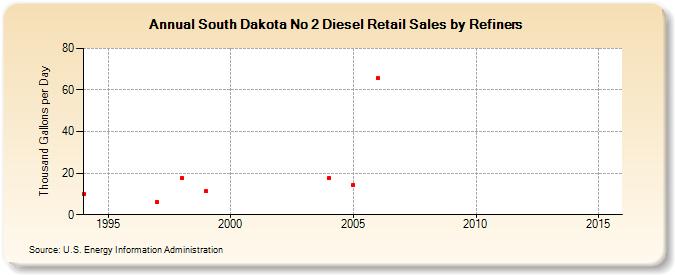 Annual South Dakota No 2 Diesel Retail Sales by Refiners
Thousand Gallons per Day
80
60
40
20
0
1995 2000 2005 2010 2015
Source: U.S. Energy Information Administration